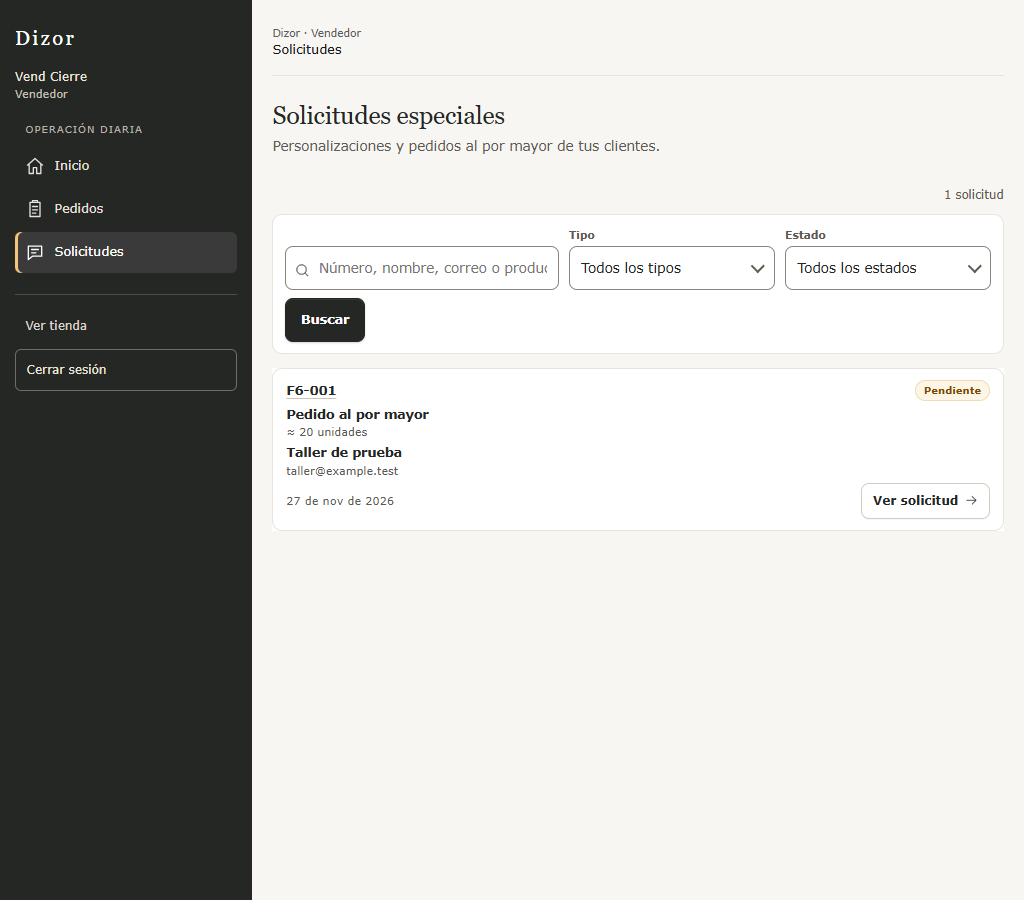 Dizor
Vend Cierre
Vendedor
OPERACIÓN DIARIA
Inicio
Pedidos
Solicitudes
Ver tienda
Cerrar sesión
Dizor · Vendedor
Solicitudes
Solicitudes especiales
Personalizaciones y pedidos al por mayor de tus clientes.
1 solicitud
Tipo
Estado
Número, nombre, correo o produc
Todos los tipos
Todos los estados
Buscar
F6-001
Pendiente
Pedido al por mayor
≈ 20 unidades
Taller de prueba
taller@example.test
27 de nov de 2026
Ver solicitud →